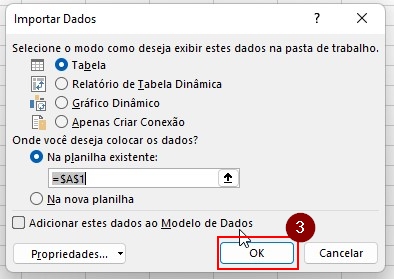 Importar Dados
Selecione o modo como deseja exibir estes dados na pasta de trabalho.
Tabela
Relatório de Tabela Dinâmica
Gráfico Dinâmico
Apenas Criar Conexão
Onde você deseja colocar os dados?
Na planilha existente:
=$A$1
Na nova planilha
Adicionar estes dados ao Modelo de Dados
3
Propriedades... OK Cancelar